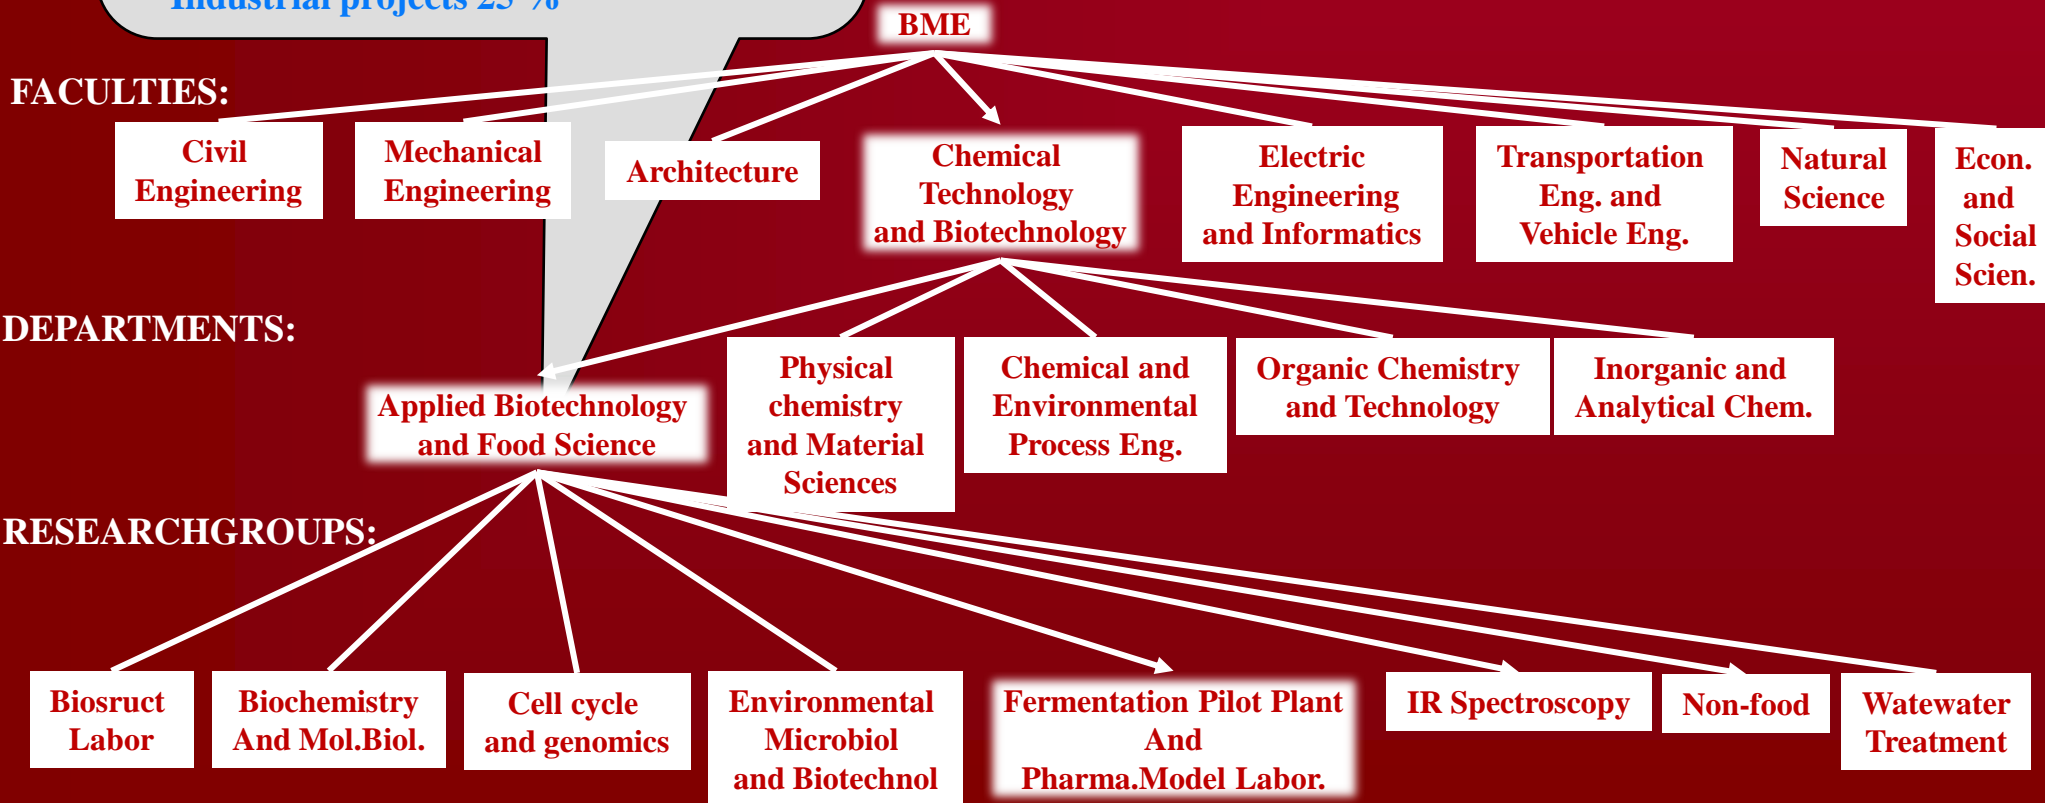 Industrial projects 25 %
BME
FACULTIES:
Civil
Engineering
Mechanical
Engineering
Architecture
Chemical
Technology
and Biotechnology
Electric
Engineering
and Informatics
Transportation
Eng. and
Vehicle Eng.
Natural
Science
Econ.
and
Social
Scien.
DEPARTMENTS:
Applied Biotechnology
and Food Science
Physical
chemistry
and Material
Sciences
Chemical and
Environmental
Process Eng.
Organic Chemistry
and Technology
Inorganic and
Analytical Chem.
RESEARCHGROUPS:
Biosruct
Labor
Biochemistry
And Mol.Biol.
Cell cycle
and genomics
Environmental
Microbiol
and Biotechnol
Fermentation Pilot Plant
And
Pharma.Model Labor.
IR Spectroscopy
Non-food
Watewater
Treatment